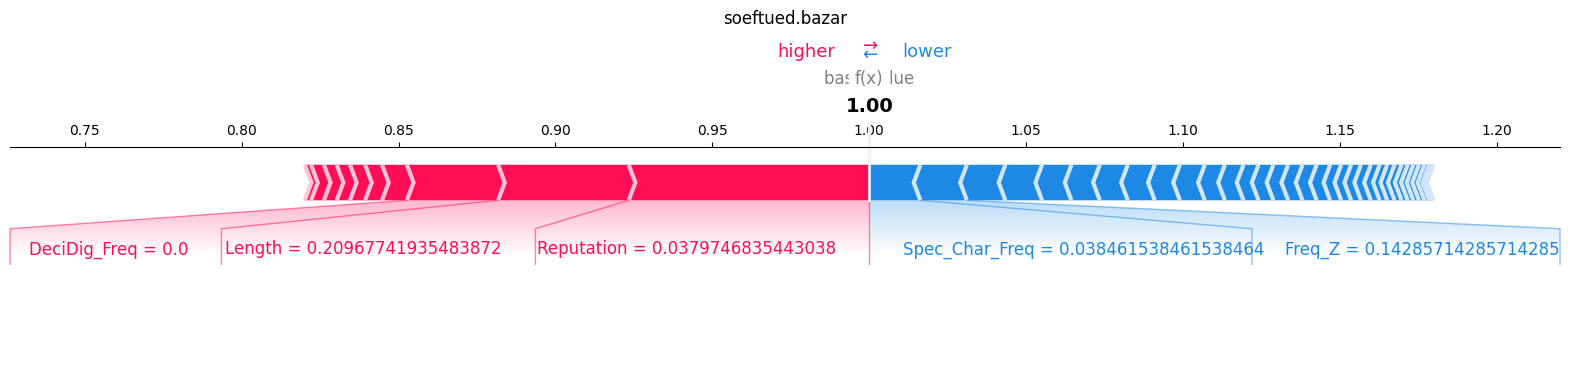 soeftued.bazar
higher ⇄ lower
f(x)
1.00
0.75 0.80 0.85 0.90 0.95 1.00 1.05 1.10 1.15 1.20
DeciDig_Freq = 0.0 Length = 0.20967741935483872 Reputation = 0.0379746835443038 Spec_Char_Freq = 0.038461538461538464 Freq_Z = 0.14285714285714285